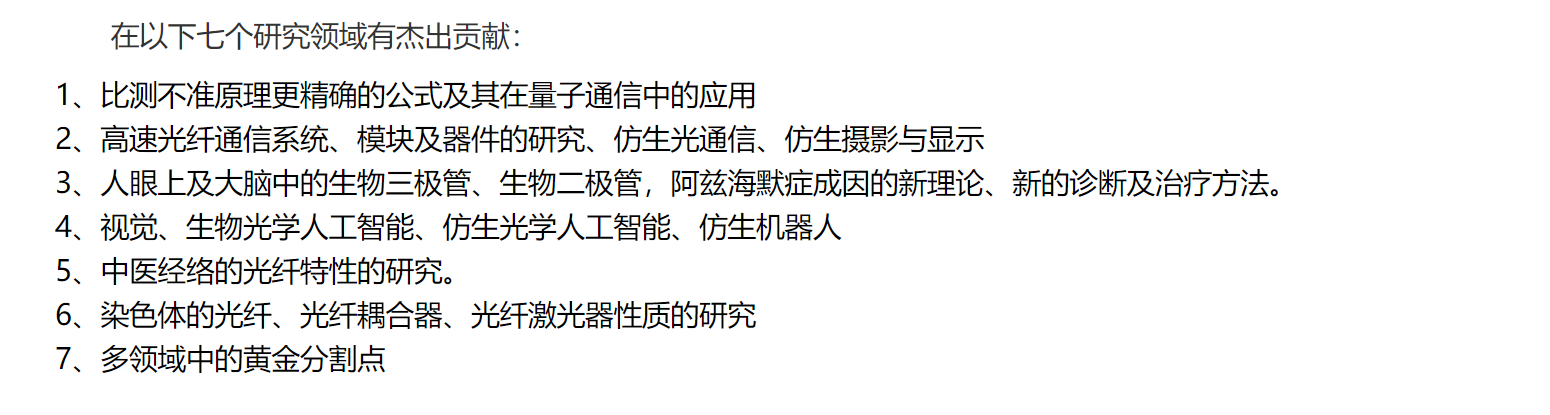 在以下七个研究领域有杰出贡献：
1、比测不准原理更精确的公式及其在量子通信中的应用
2、高速光纤通信系统、模块及器件的研究、仿生光通信、仿生摄影与显示
3、人眼上及大脑中的生物三极管、生物二极管，阿兹海默症成因的新理论、新的诊断及治疗方法。
4、视觉、生物光学人工智能、仿生光学人工智能、仿生机器人
5、中医经络的光纤特性的研究。
6、染色体的光纤、光纤耦合器、光纤激光器性质的研究
7、多领域中的黄金分割点